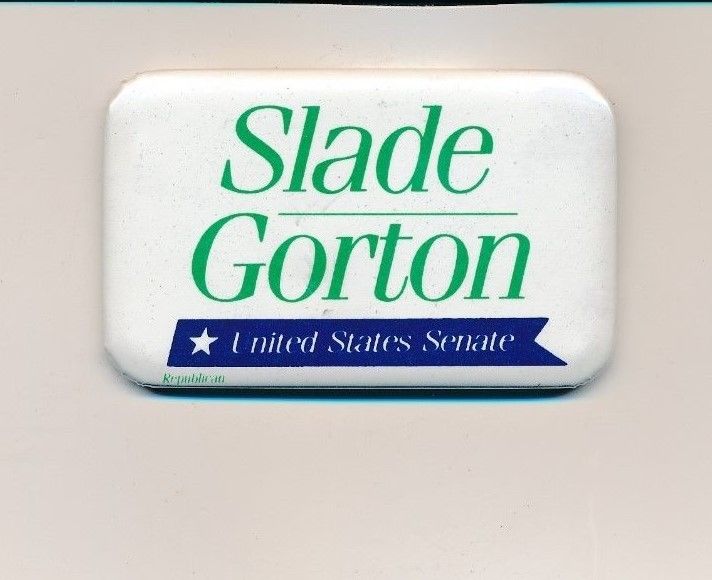 Slade
Gorton
United States Senate
Republican